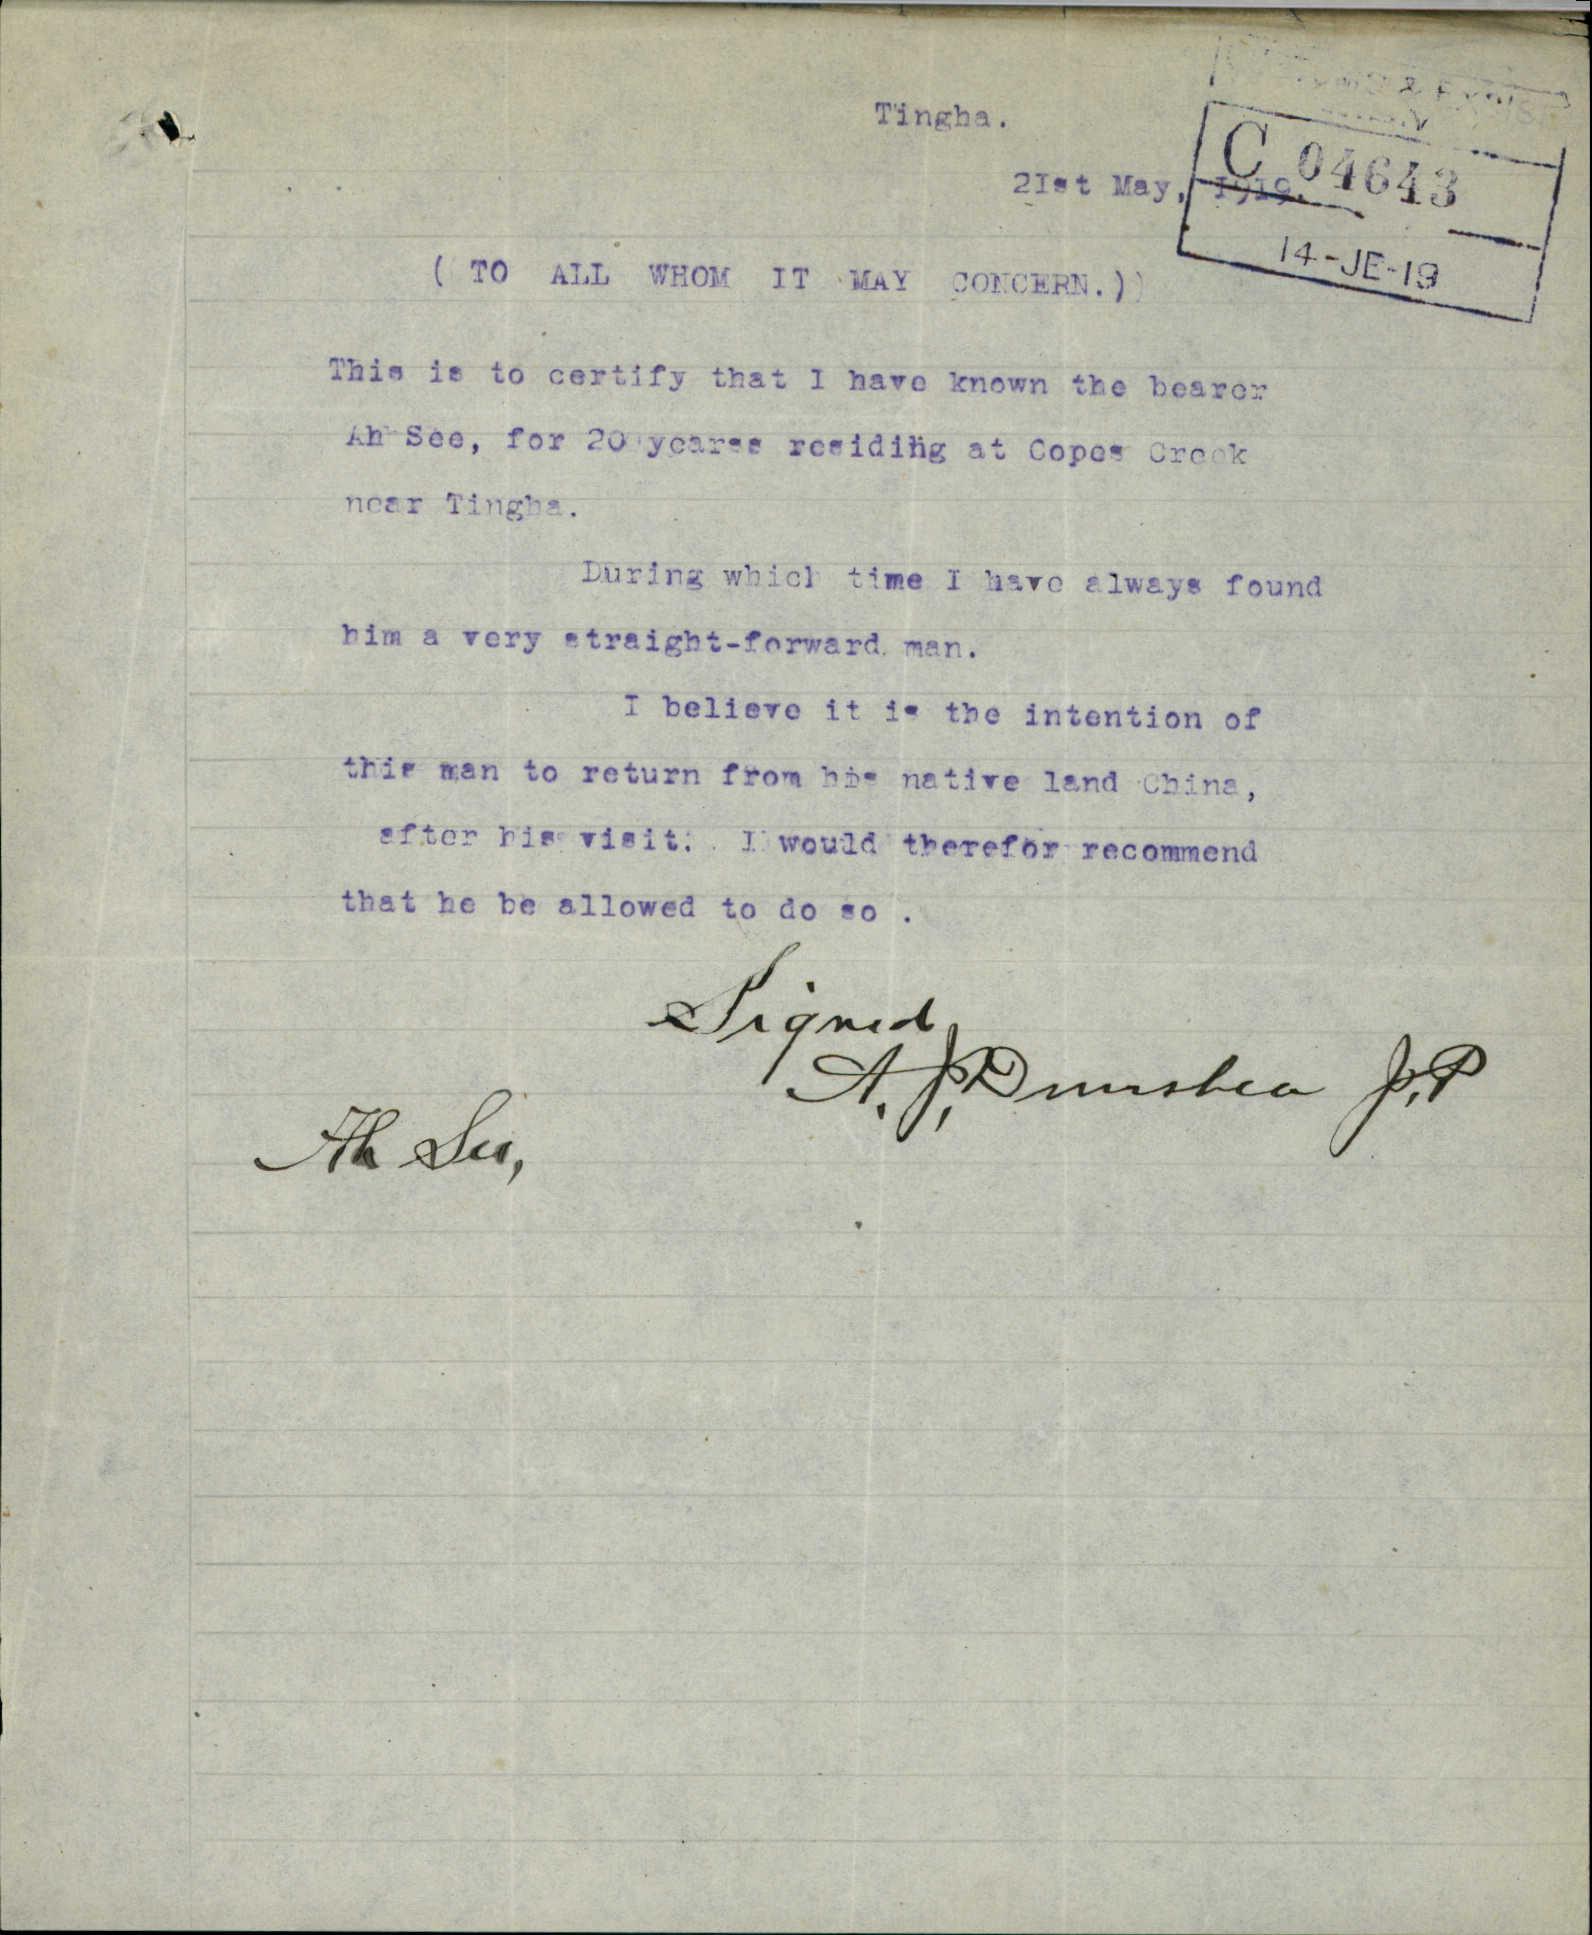 Tingha.
C 04643
21st May, 1919.
14-JE-19
( TO ALL WHOM IT MAY CONCERN.))
This is to certify that I have known the bearer
Ah See, for 20 yearss residing at Copes Creek
near Tingha.
During which time I have always found
him a very straight-forward man.
I believe it is the intention of
this man to return from his native land China,
after his visit. I would therefor recommend
that he be allowed to do so .
Signed
A. J. Dunshea J.P
Ah See,